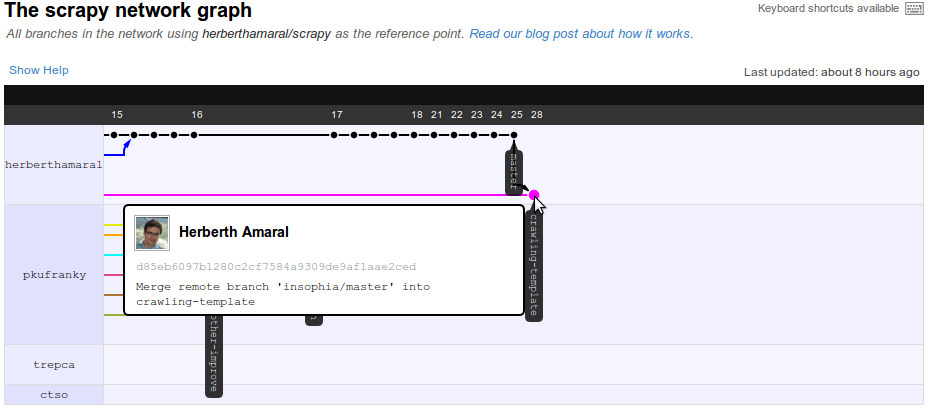 The scrapy network graph
Keyboard shortcuts available
All branches in the network using herberthamaral/scrapy as the reference point. Read our blog post about how it works.
Show Help
Last updated: about 8 hours ago
15 16 17 18 21 22 23 24 25 28
herberthamaral
master
pkufranky
Herberth Amaral
d85eb6097b1280c2cf7584a9309de9af1aae2ced
Merge remote branch 'insophia/master' into
crawling-template
crawling-template
other-improve
trepca
ctso